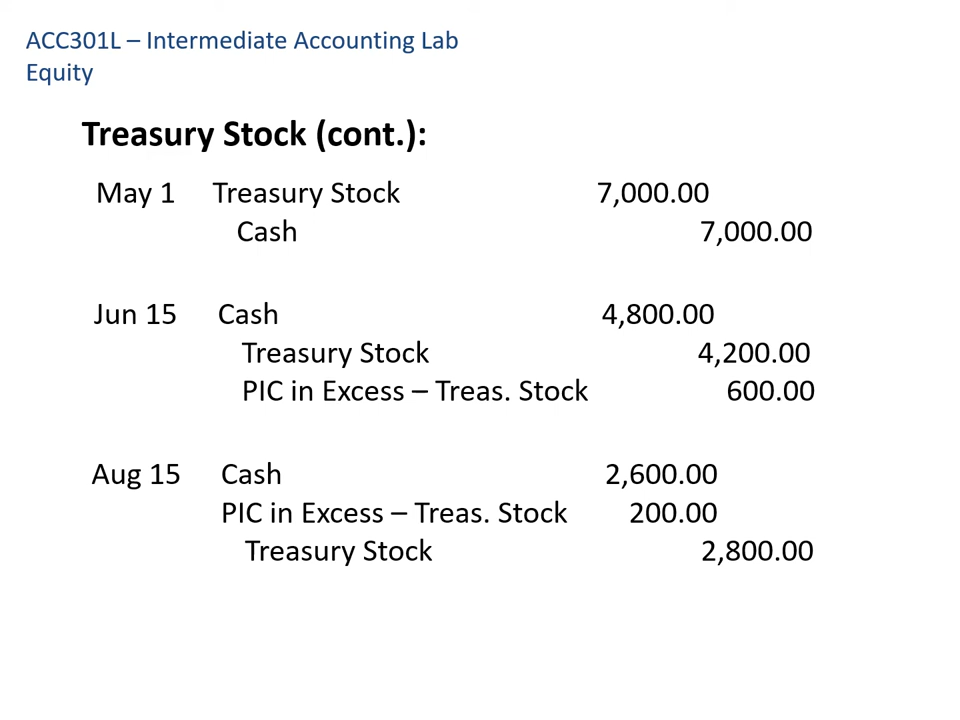 ACC301L – Intermediate Accounting Lab
Equity
Treasury Stock (cont.):
May 1 Treasury Stock 7,000.00
Cash 7,000.00
Jun 15 Cash 4,800.00
Treasury Stock 4,200.00
PIC in Excess – Treas. Stock 600.00
Aug 15 Cash 2,600.00
PIC in Excess – Treas. Stock 200.00
Treasury Stock 2,800.00